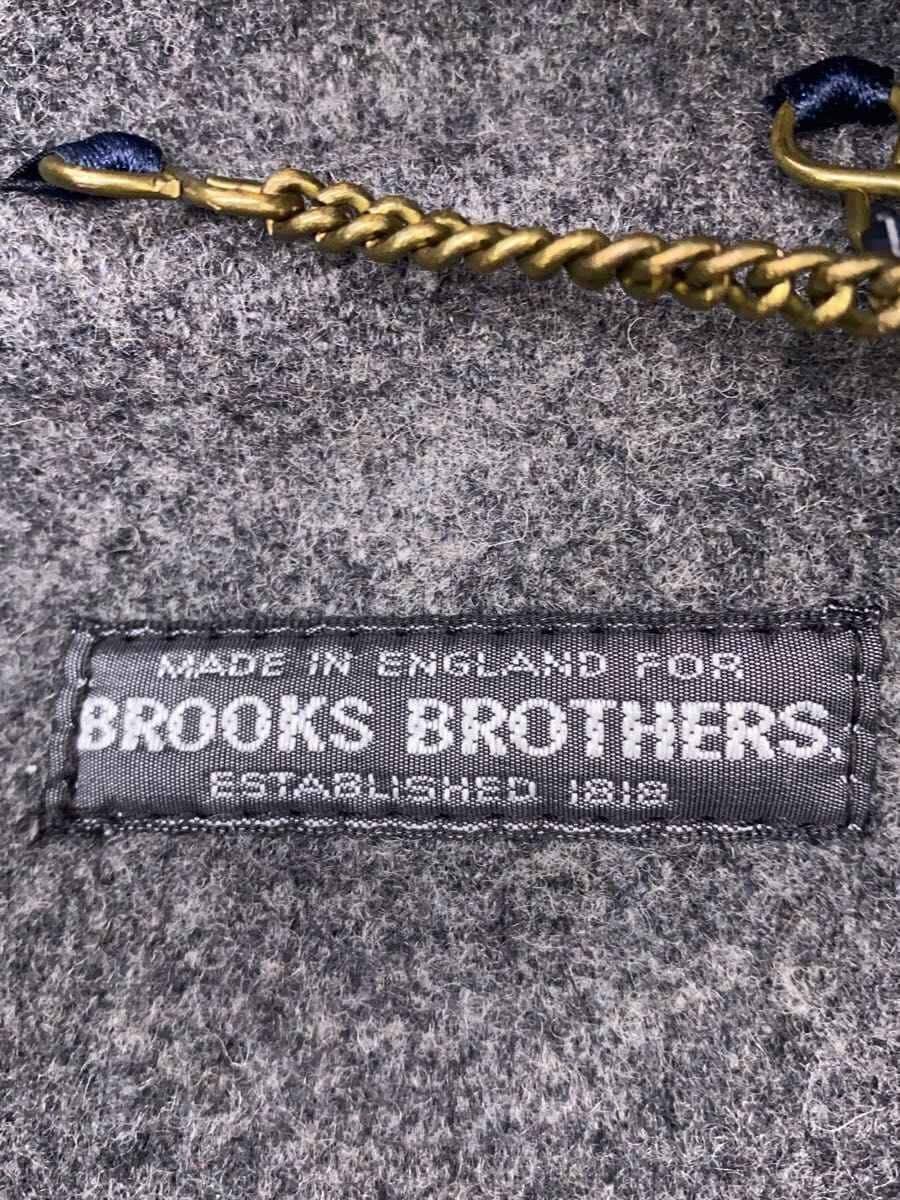 MADE IN ENGLAND FOR
BROOKS BROTHERS,
ESTABLISHED 1818